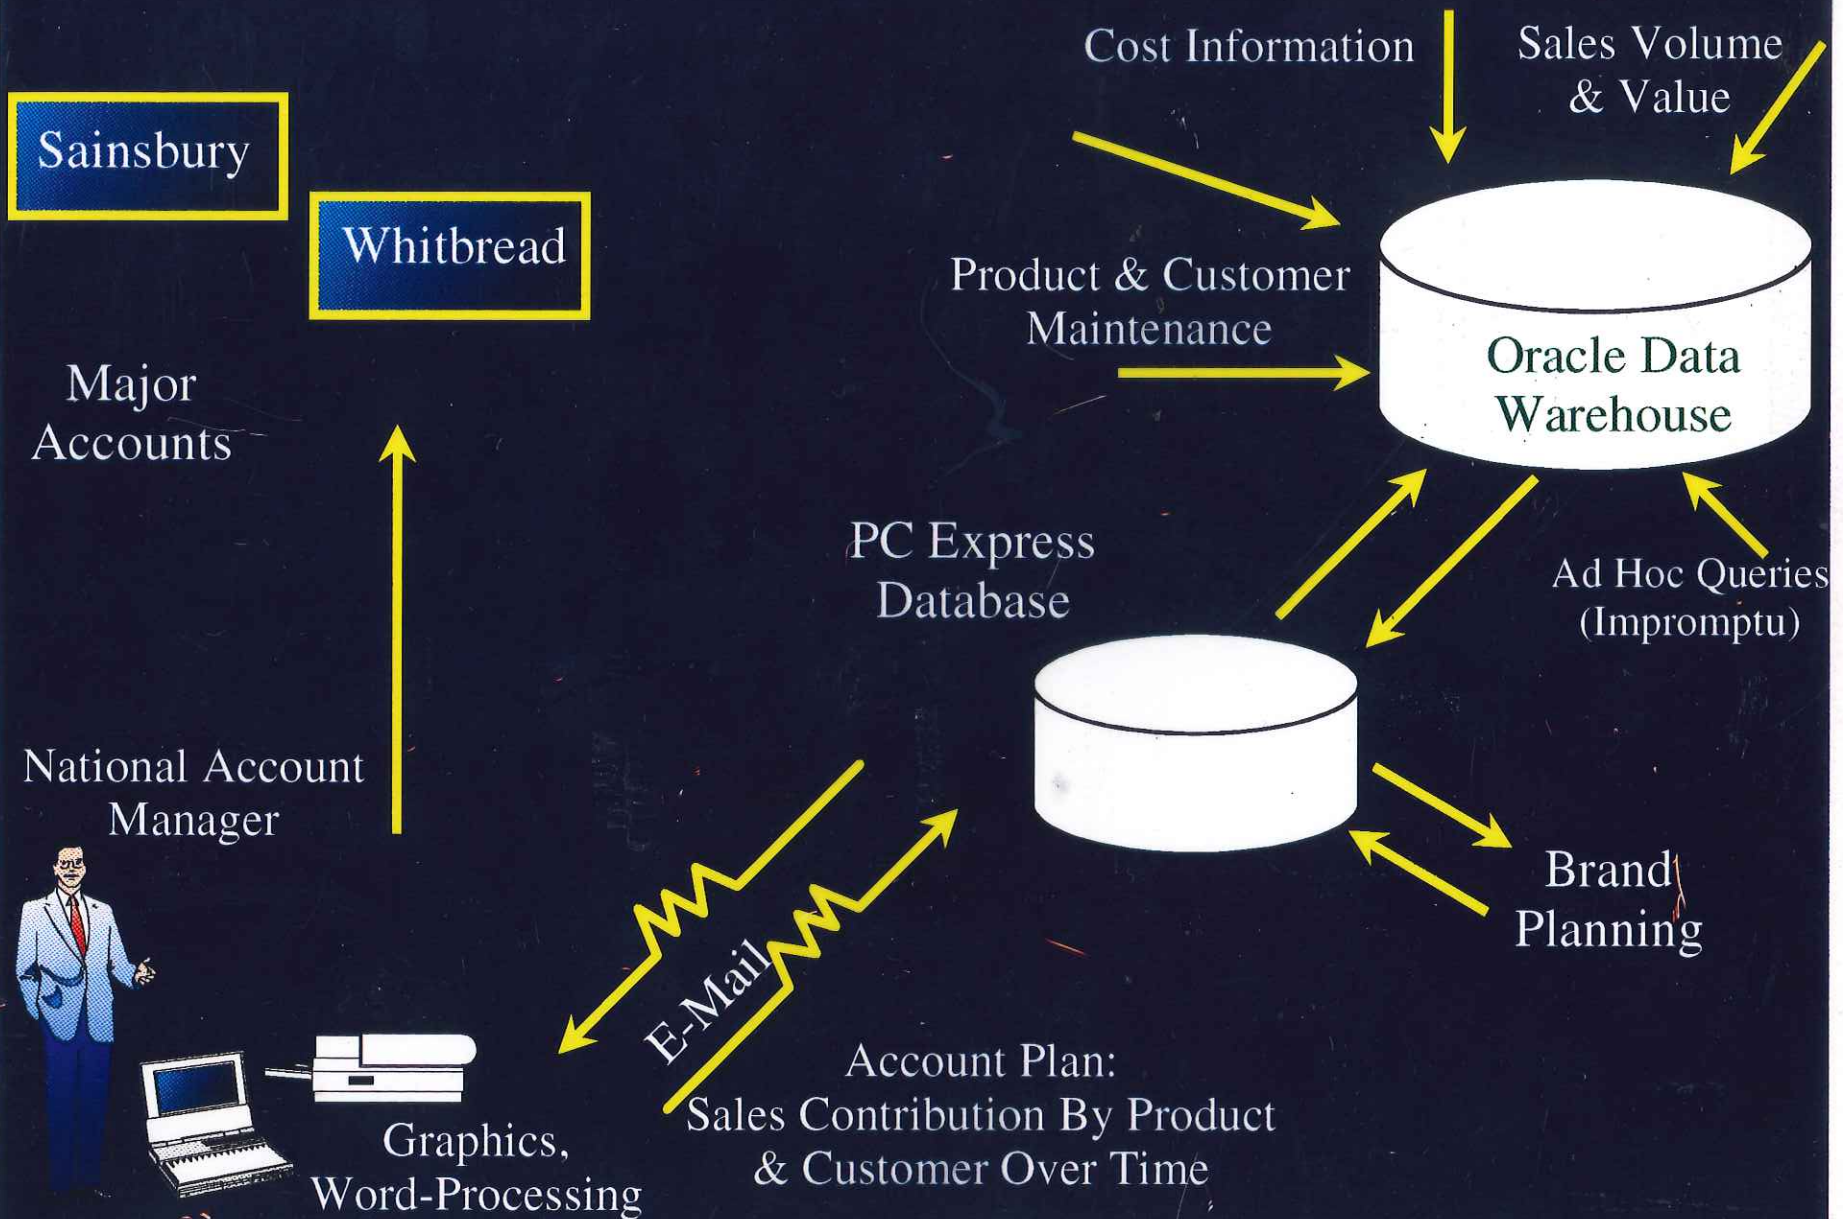 Cost Information
Sales Volume
& Value
Sainsbury
Whitbread
Product & Customer
Maintenance
Oracle Data
Warehouse
Major
Accounts
PC Express
Database
Ad Hoc Queries
(Impromptu)
National Account
Manager
Brand
Planning
E-Mail
Account Plan:
Sales Contribution By Product
& Customer Over Time
Graphics,
Word-Processing